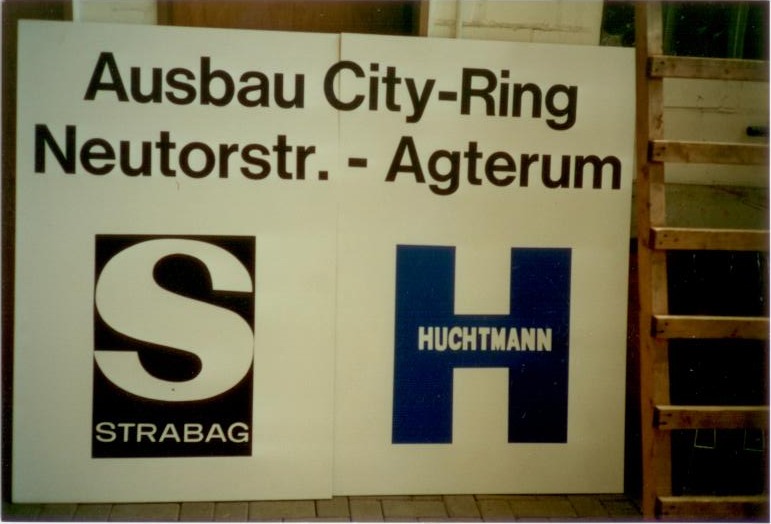 Ausbau City-Ring
Neutorstr. - Agterum
S
STRABAG
H
HUCHTMANN